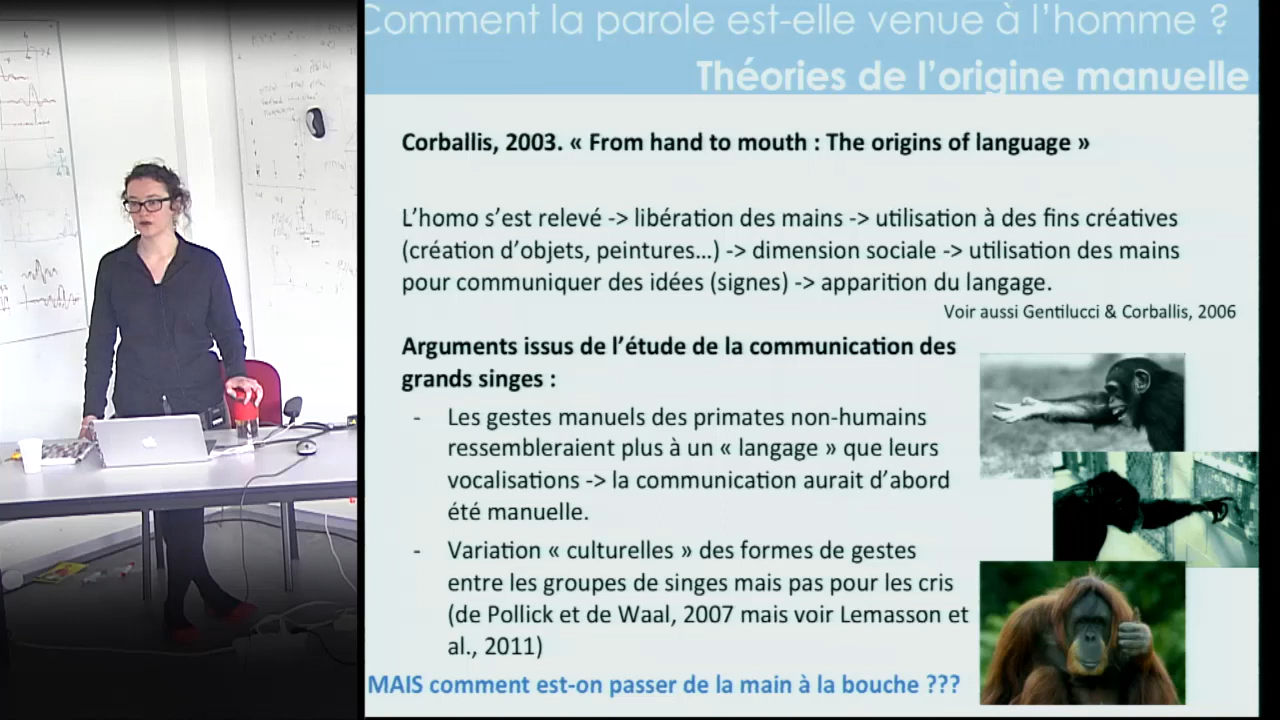 Comment la parole est-elle venue à l'homme ?
Théories de l'origine manuelle
Corballis, 2003. « From hand to mouth : The origins of language »
L'homo s'est relevé -> libération des mains -> utilisation à des fins créatives
(création d'objets, peintures...) -> dimension sociale -> utilisation des mains
pour communiquer des idées (signes) -> apparition du langage.
Voir aussi Gentilucci & Corballis, 2006
Arguments issus de l'étude de la communication des
grands singes :
- Les gestes manuels des primates non-humains
ressembleraient plus à un « langage » que leurs
vocalisations -> la communication aurait d'abord
été manuelle.
- Variation « culturelles » des formes de gestes
entre les groupes de singes mais pas pour les cris
(de Pollick et de Waal, 2007 mais voir Lemasson et
al., 2011)
MAIS comment est-on passer de la main à la bouche ???